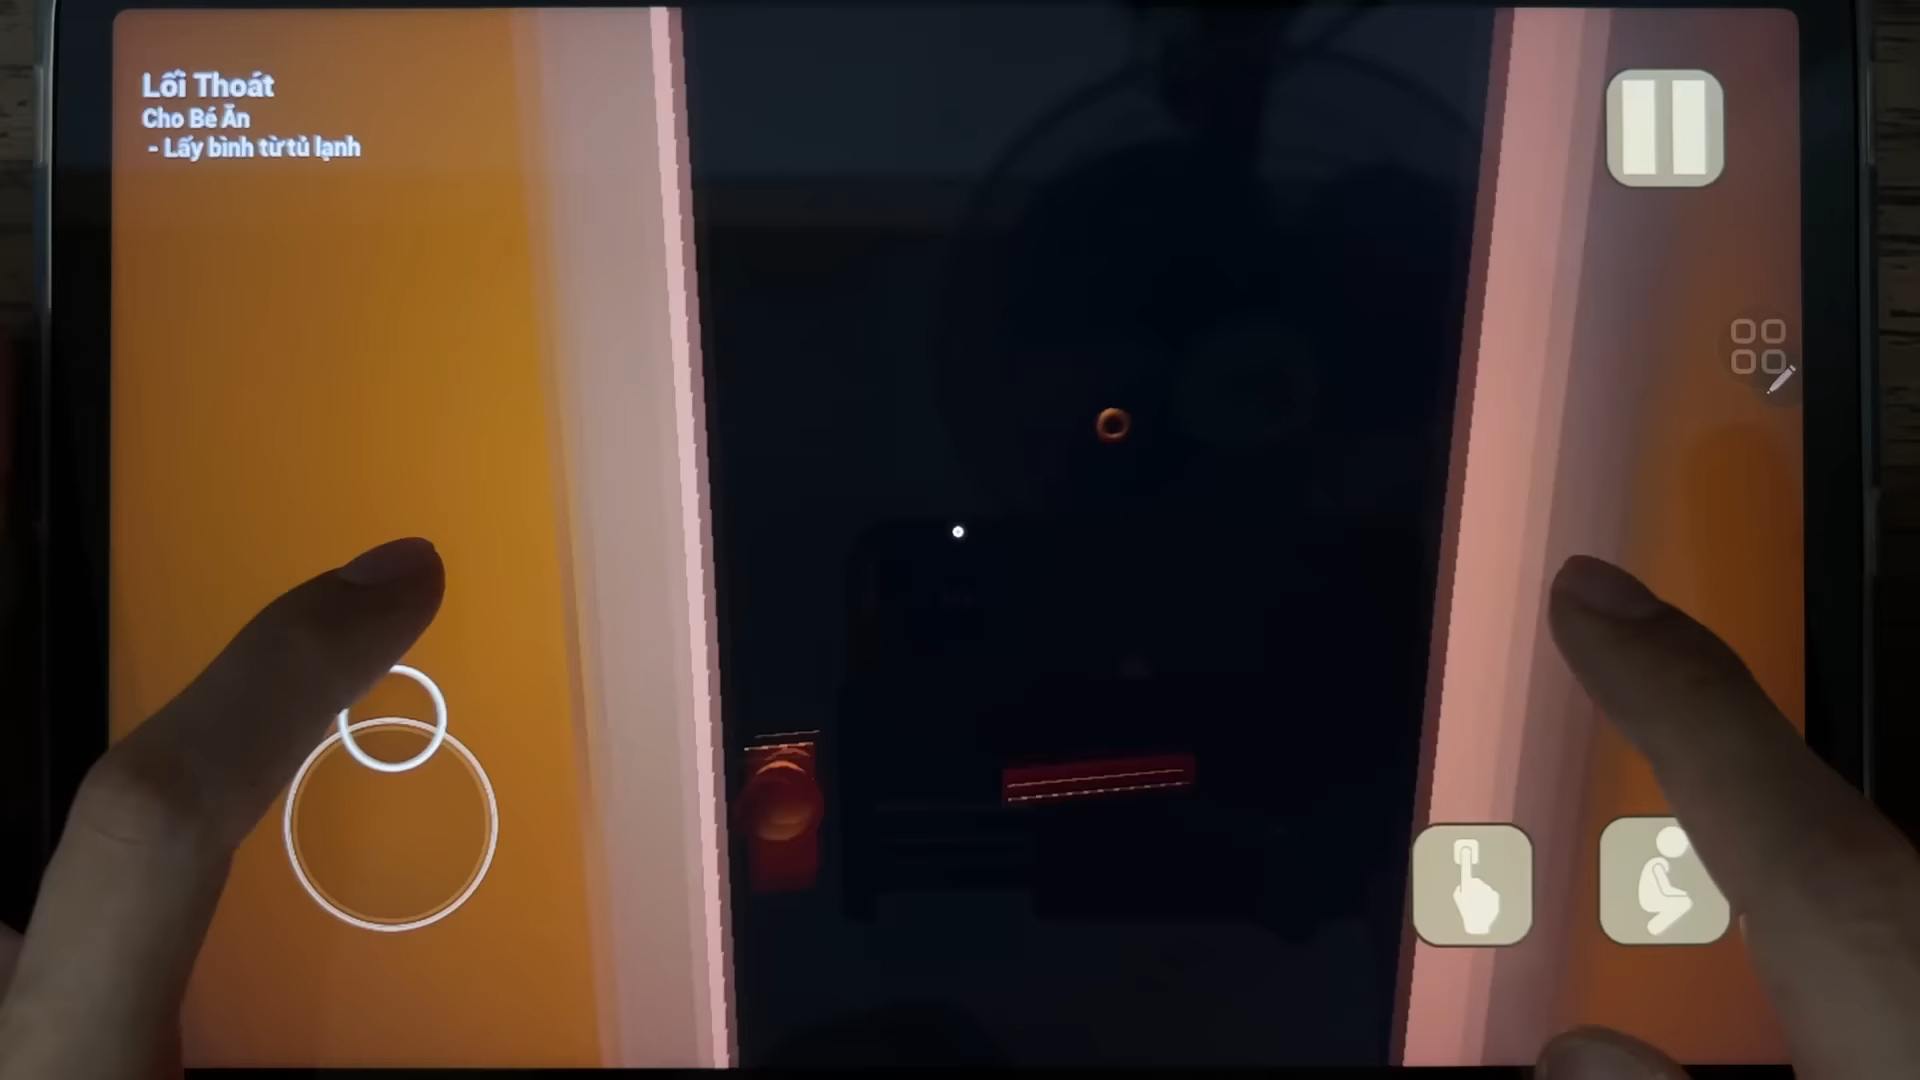 Lối Thoát
Cho Bé Ăn
- Lấy bình từ tủ lạnh